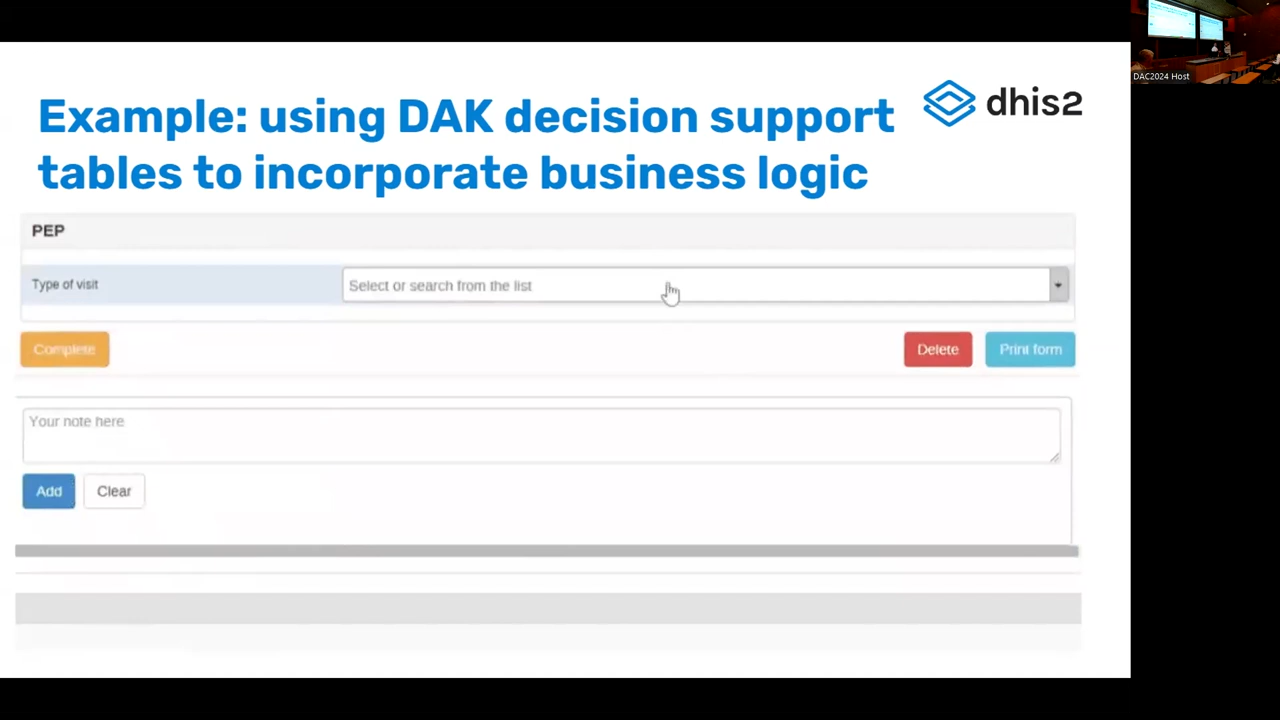 Example: using DAK decision support
tables to incorporate business logic
dhis2
DAC2024 Host
PEP
Type of visit
Select or search from the list
Complete
Delete
Print form
Your note here
Add
Clear